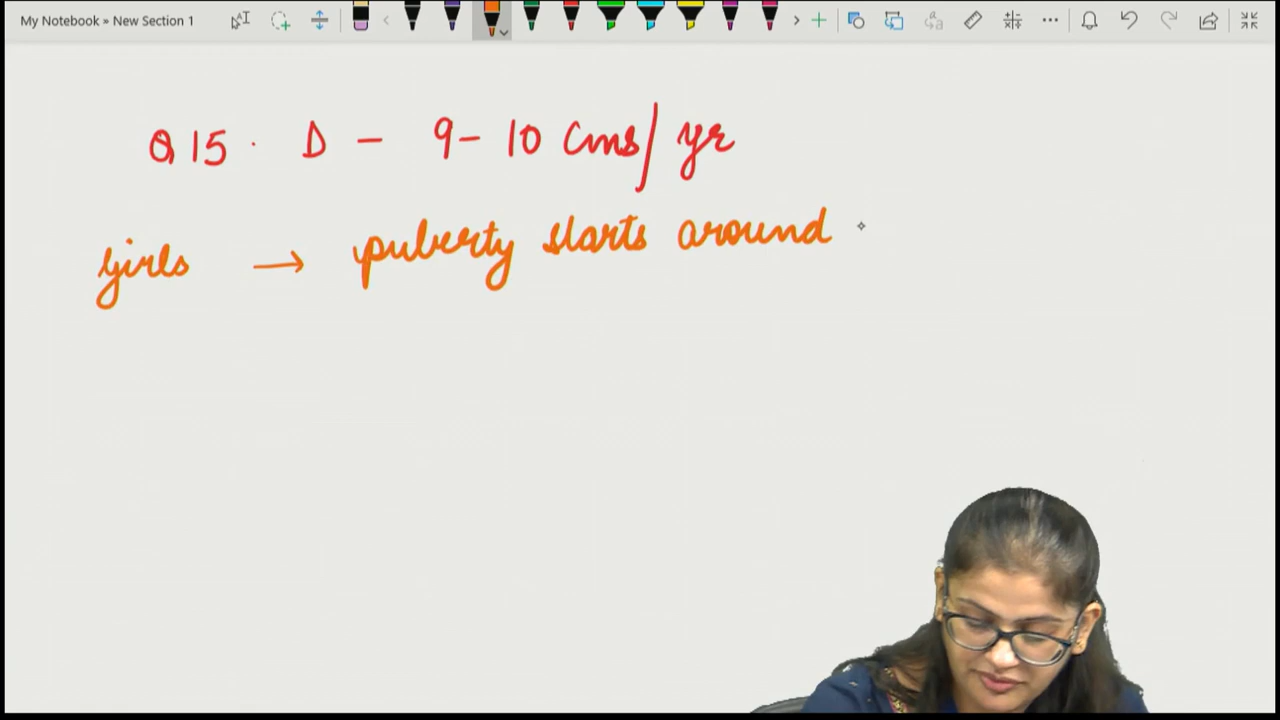 My Notebook » New Section 1
Q15. D - 9-10 Cms/yr
girls → puberty starts around